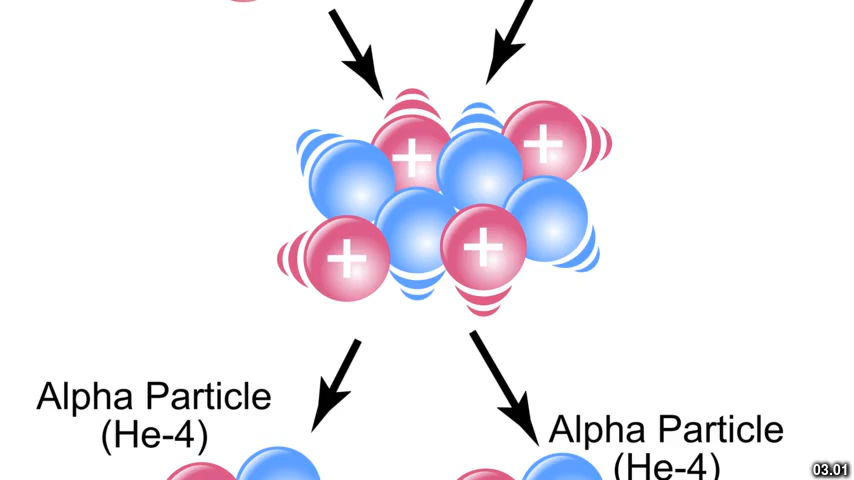 +
+
+
+
Alpha Particle
(He-4)
Alpha Particle
(He-4)
03.01